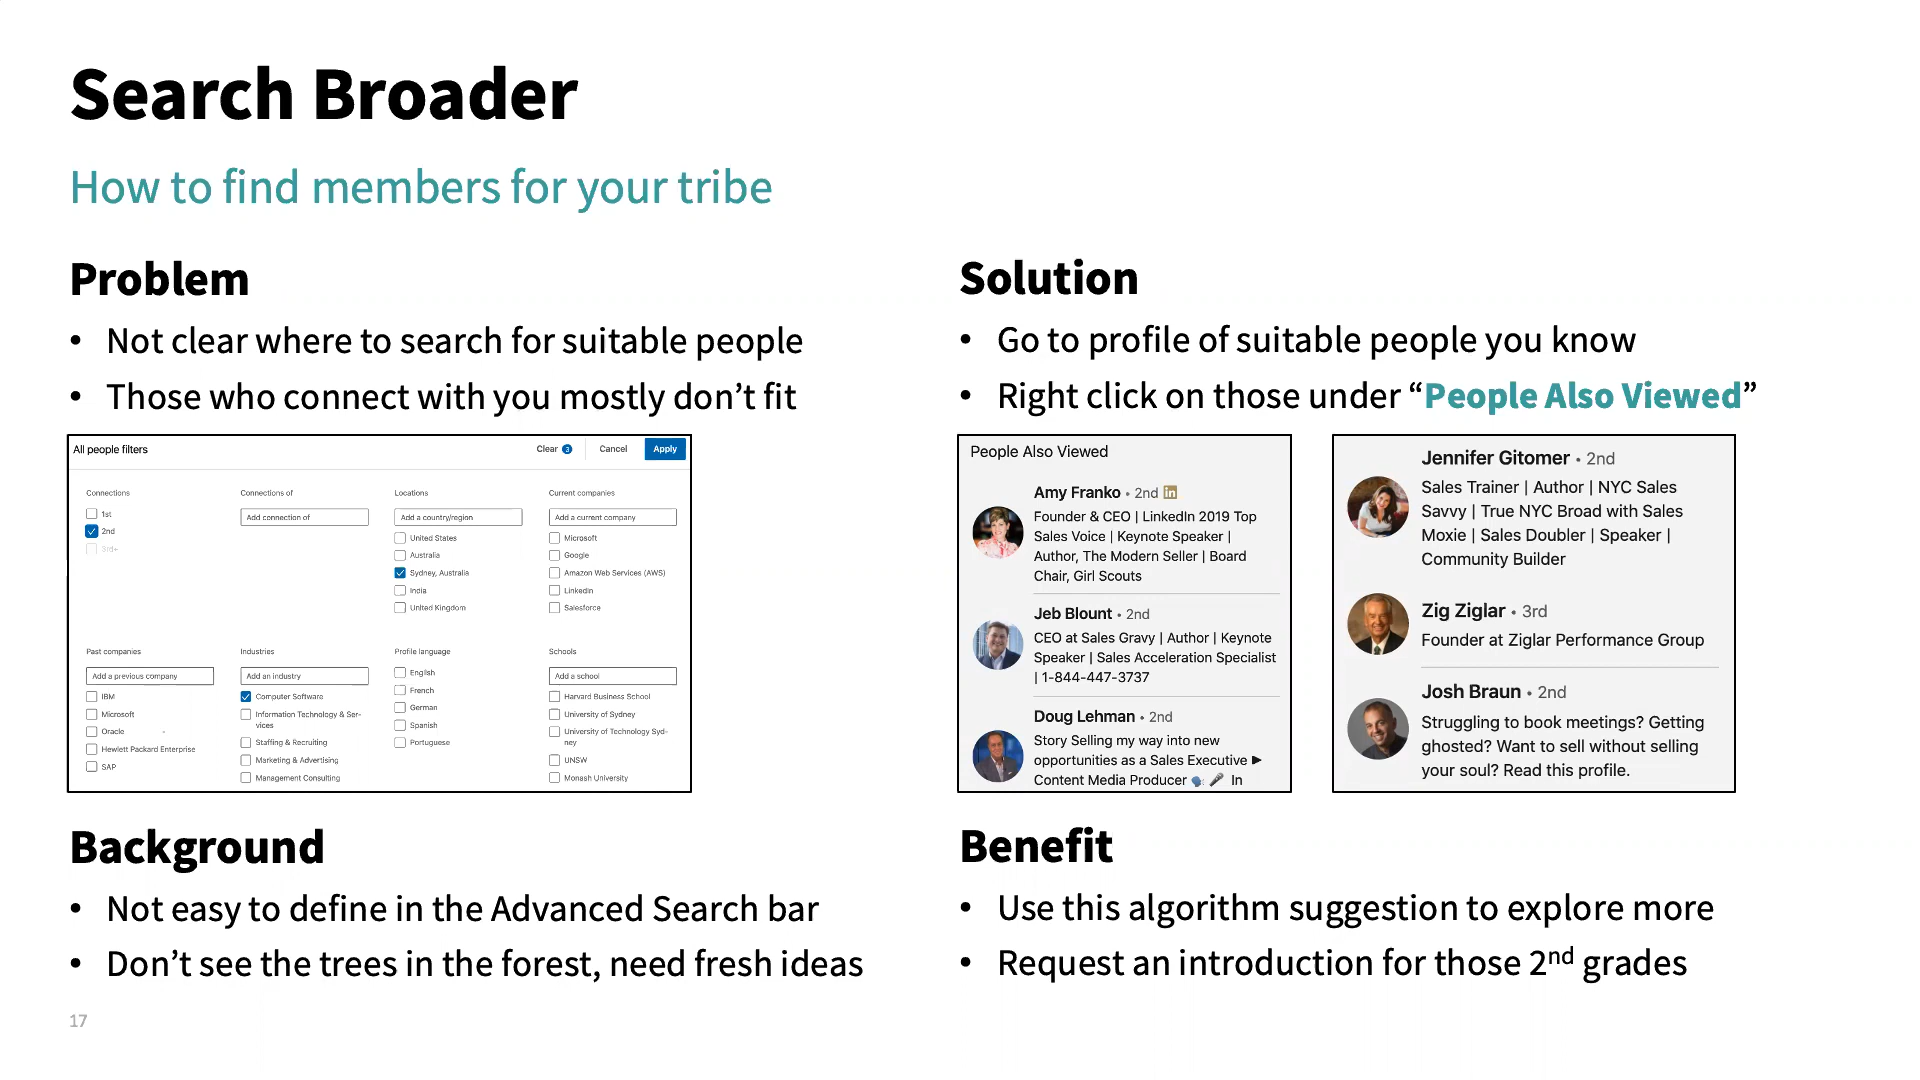 Search Broader
How to find members for your tribe
Problem
• Not clear where to search for suitable people
• Those who connect with you mostly don’t fit
All people filters
Clear 3
Cancel
Apply
Connections
1st
2nd
3rd+
Connections of
Add connection of
Locations
Add a country/region
United States
Australia
Sydney, Australia
India
United Kingdom
Current companies
Add a current company
Microsoft
Google
Amazon Web Services (AWS)
LinkedIn
Salesforce
Past companies
Add a previous company
IBM
Microsoft
Oracle
Hewlett Packard Enterprise
SAP
Industries
Add an industry
Computer Software
Information Technology & Ser-
vices
Staffing & Recruiting
Marketing & Advertising
Management Consulting
Profile language
English
French
German
Spanish
Portuguese
Schools
Add a school
Harvard Business School
University of Sydney
University of Technology Syd-
ney
UNSW
Monash University
Background
• Not easy to define in the Advanced Search bar
• Don’t see the trees in the forest, need fresh ideas
Solution
• Go to profile of suitable people you know
• Right click on those under “People Also Viewed”
People Also Viewed
Amy Franko • 2nd in
Founder & CEO | LinkedIn 2019 Top
Sales Voice | Keynote Speaker |
Author, The Modern Seller | Board
Chair, Girl Scouts
Jeb Blount • 2nd
CEO at Sales Gravy | Author | Keynote
Speaker | Sales Acceleration Specialist
| 1-844-447-3737
Doug Lehman • 2nd
Story Selling my way into new
opportunities as a Sales Executive ▶
Content Media Producer 🗣 🎤 In
Jennifer Gitomer • 2nd
Sales Trainer | Author | NYC Sales
Savvy | True NYC Broad with Sales
Moxie | Sales Doubler | Speaker |
Community Builder
Zig Ziglar • 3rd
Founder at Ziglar Performance Group
Josh Braun • 2nd
Struggling to book meetings? Getting
ghosted? Want to sell without selling
your soul? Read this profile.
Benefit
• Use this algorithm suggestion to explore more
• Request an introduction for those 2nd grades
17